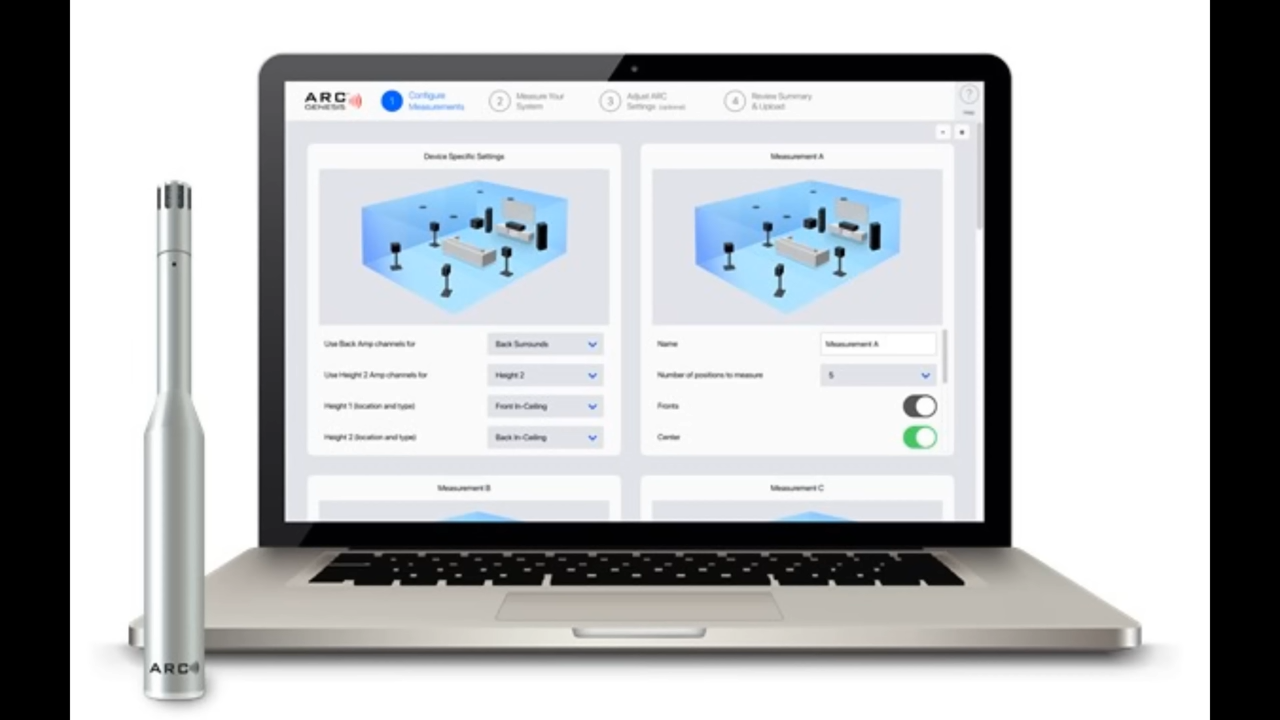 ARC
GENESIS
1
Configure
Measurements
2
Measure Your
System
3
Adjust ARC
Settings (optional)
4
Review Summary
& Upload
?
Help
- +
Device Specific Settings
Use Back Amp channels for
Back Surrounds
Use Height 2 Amp channels for
Height 2
Height 1 (location and type)
Front In-Ceiling
Height 2 (location and type)
Back In-Ceiling
Measurement A
Name
Measurement A
Number of positions to measure
5
Fronts
Center
Measurement B
Measurement C
ARC